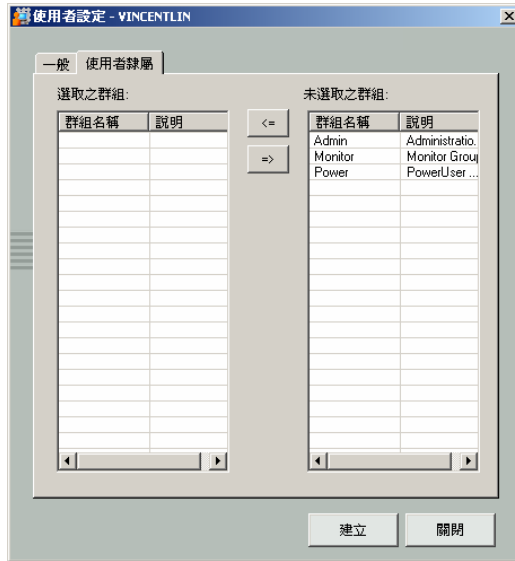 使用者設定 - VINCENTLIN
一般 使用者隸屬
選取之群組:
群組名稱 說明
<=
=>
未選取之群組:
群組名稱 說明
Admin Administratio.
Monitor Monitor Group
Power PowerUser ...
建立 關閉